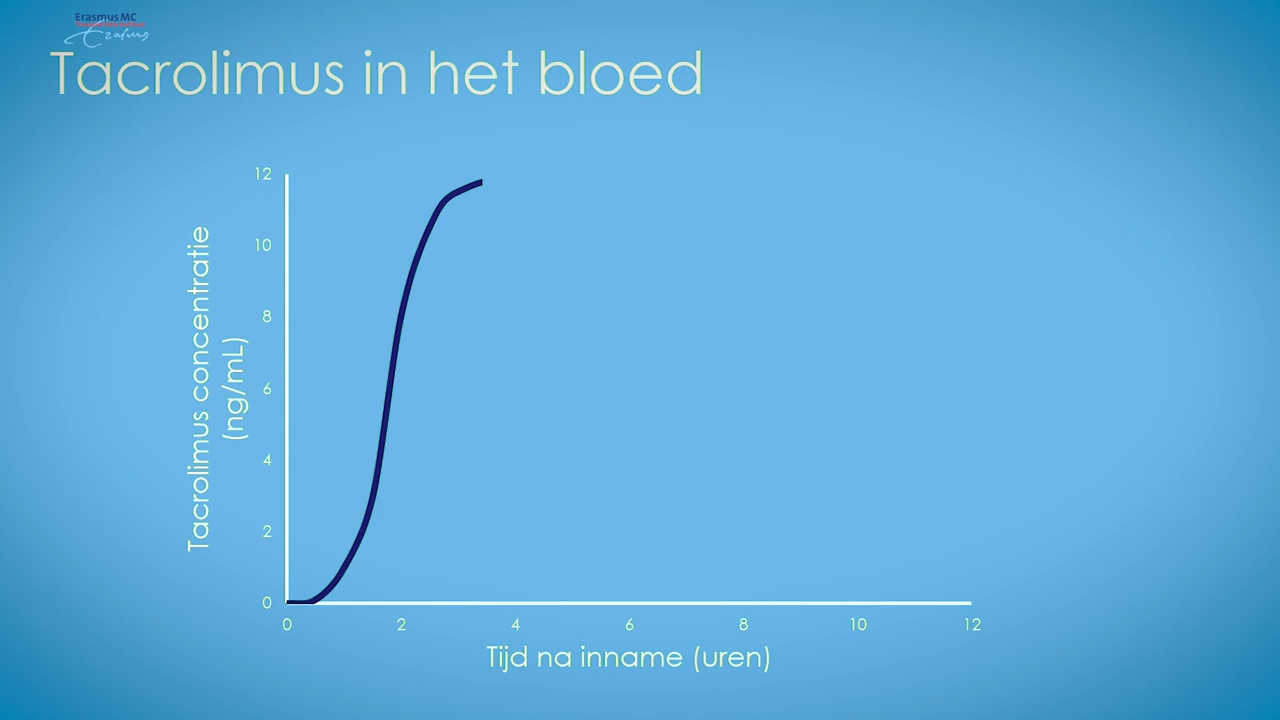 Erasmus MC
Erasmus
Tacrolimus in het bloed
Tacrolimus concentratie
(ng/mL)
12
10
8
6
4
2
0
0 2 4 6 8 10 12
Tijd na inname (uren)